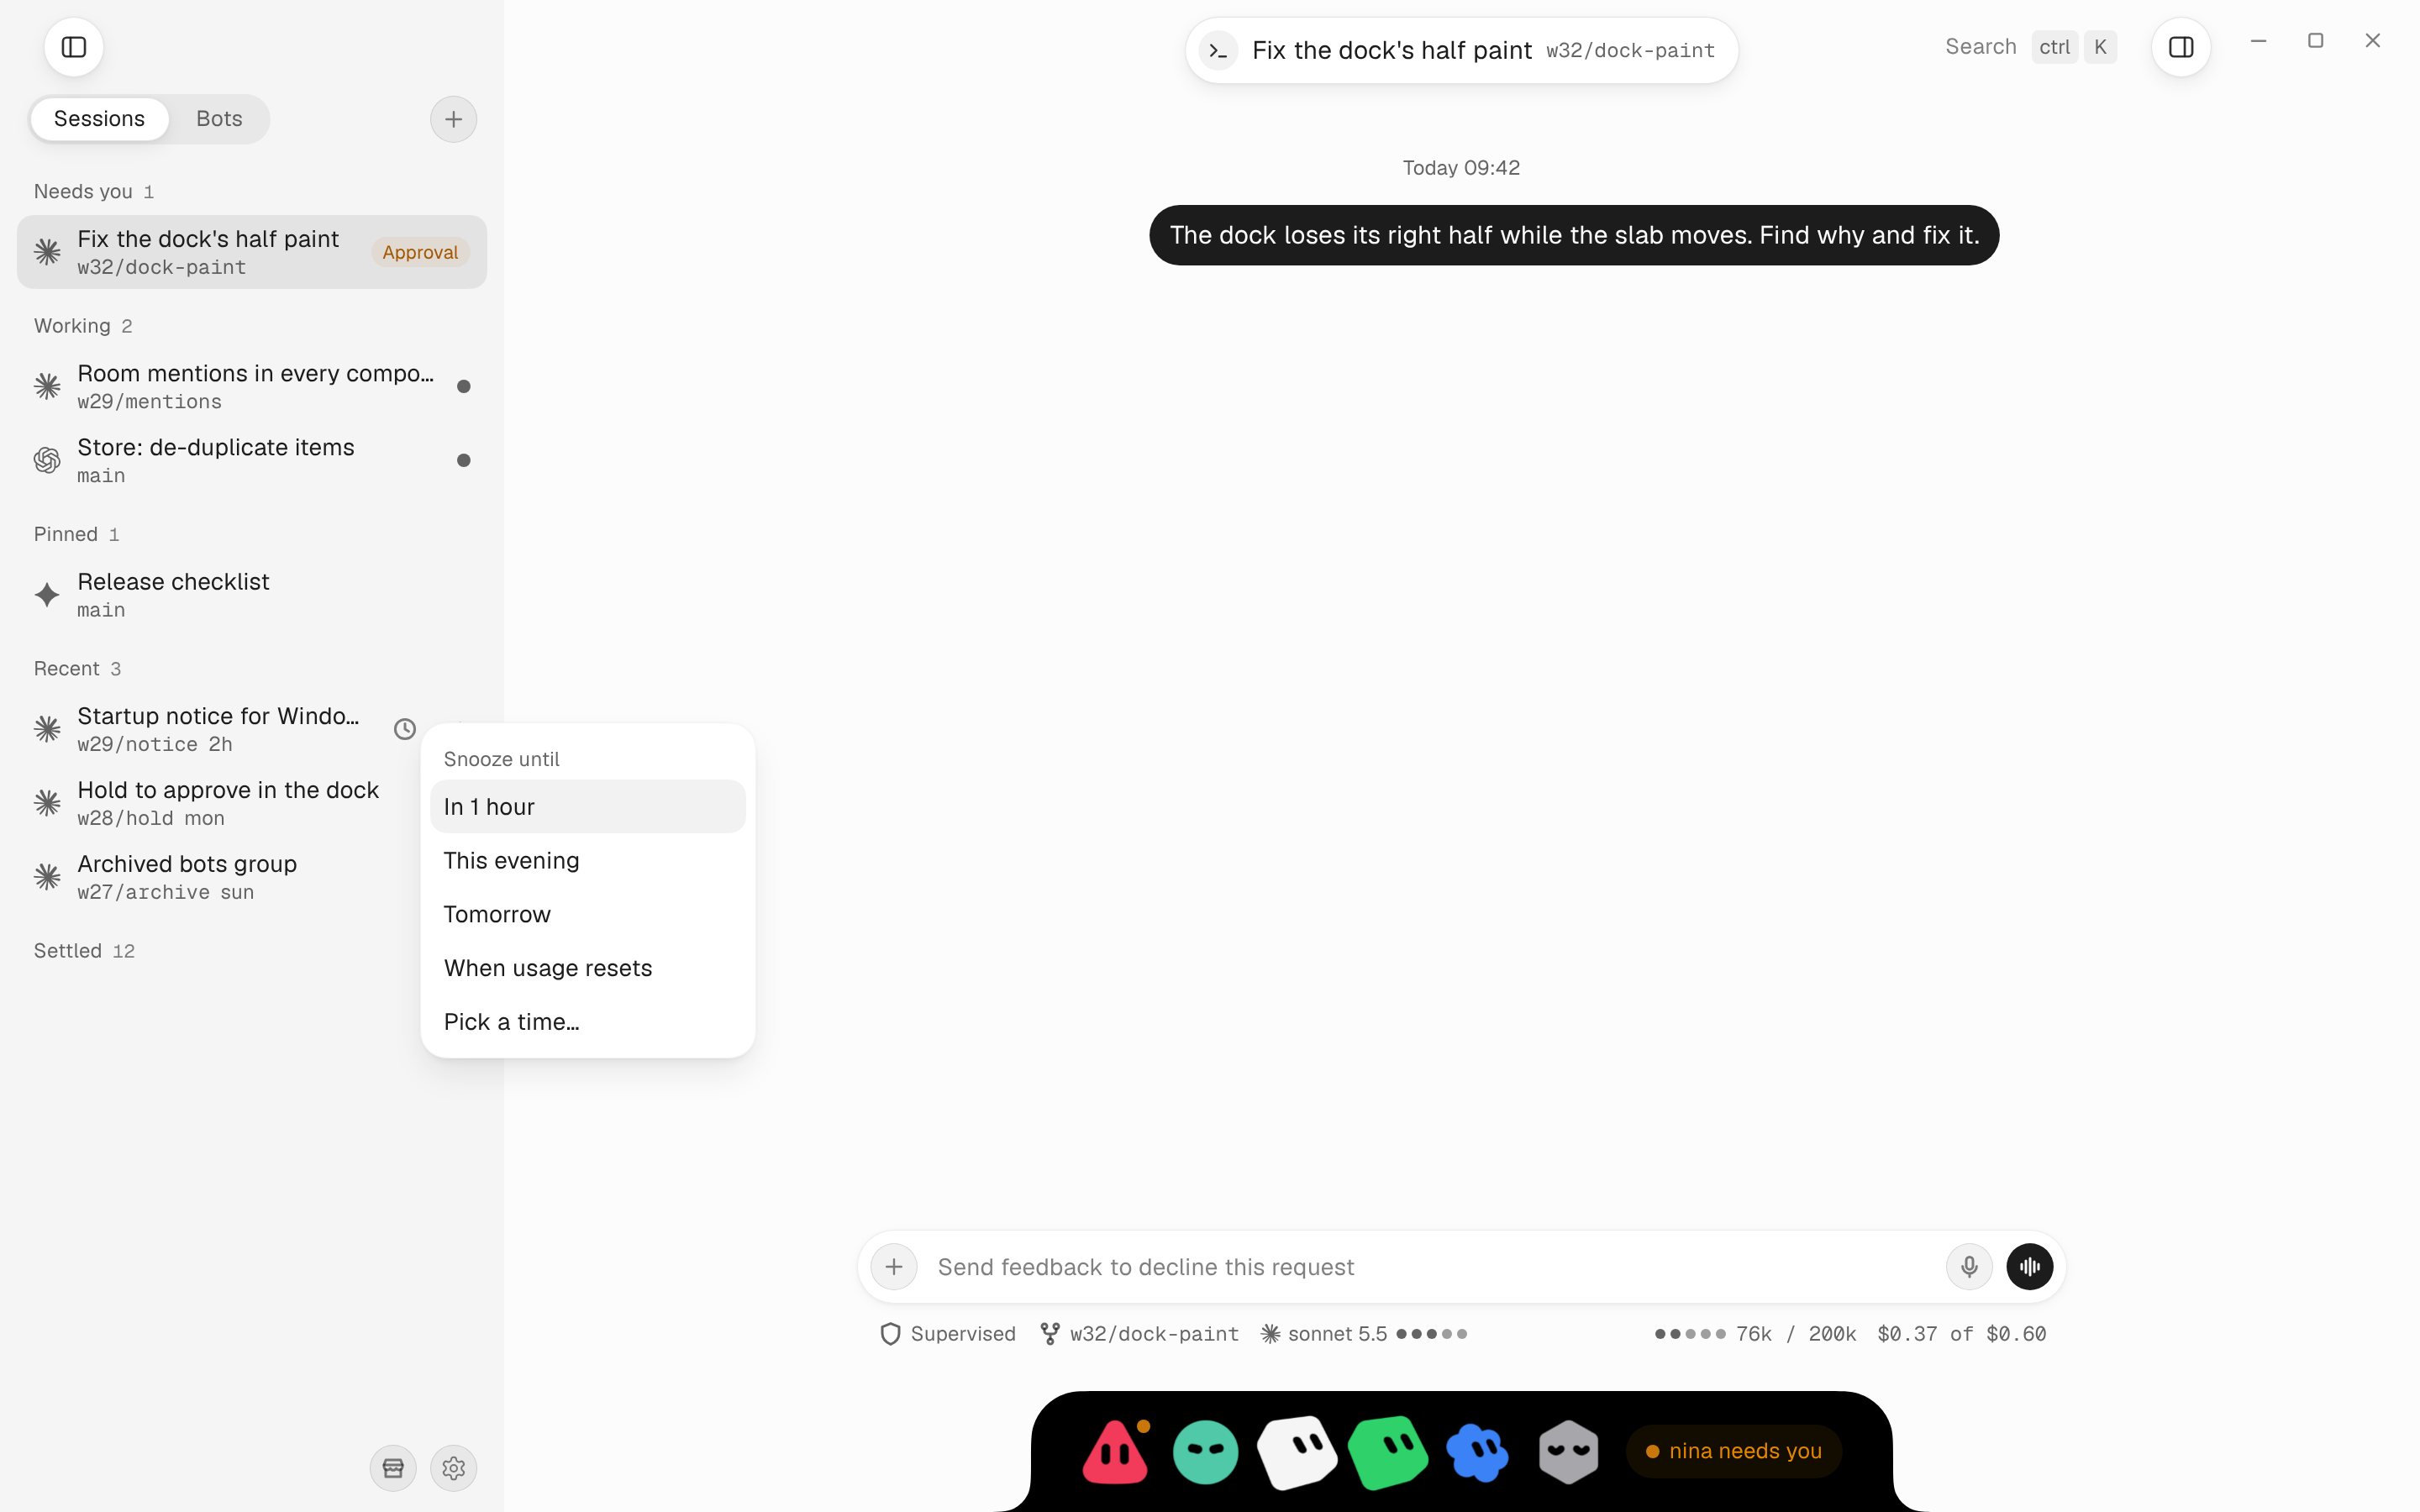 Fix the dock's half paint w32/dock-paint
Search ctrl K
Sessions Bots
Needs you 1
Fix the dock's half paint
w32/dock-paint
Approval
Working 2
Room mentions in every compo…
w29/mentions
Store: de-duplicate items
main
Pinned 1
Release checklist
main
Recent 3
Startup notice for Windo…
w29/notice 2h
Hold to approve in the dock
w28/hold mon
Archived bots group
w27/archive sun
Settled 12
Snooze until
In 1 hour
This evening
Tomorrow
When usage resets
Pick a time…
Today 09:42
The dock loses its right half while the slab moves. Find why and fix it.
Send feedback to decline this request
Supervised w32/dock-paint sonnet 5.5 76k / 200k $0.37 of $0.60
nina needs you